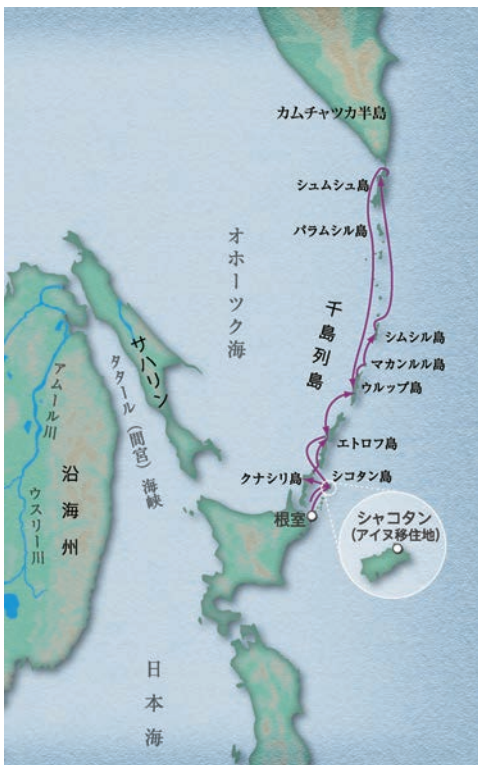 カムチャツカ半島
シュムシュ島
パラムシル島
オホーツク海
千島列島
シムシル島
マカンルル島
ウルップ島
サハリン
タタール（間宮）海峡
アムール川
ウスリー川
沿海州
エトロフ島
クナシリ島
シコタン島
根室
シャコタン
(アイヌ移住地)
日本海